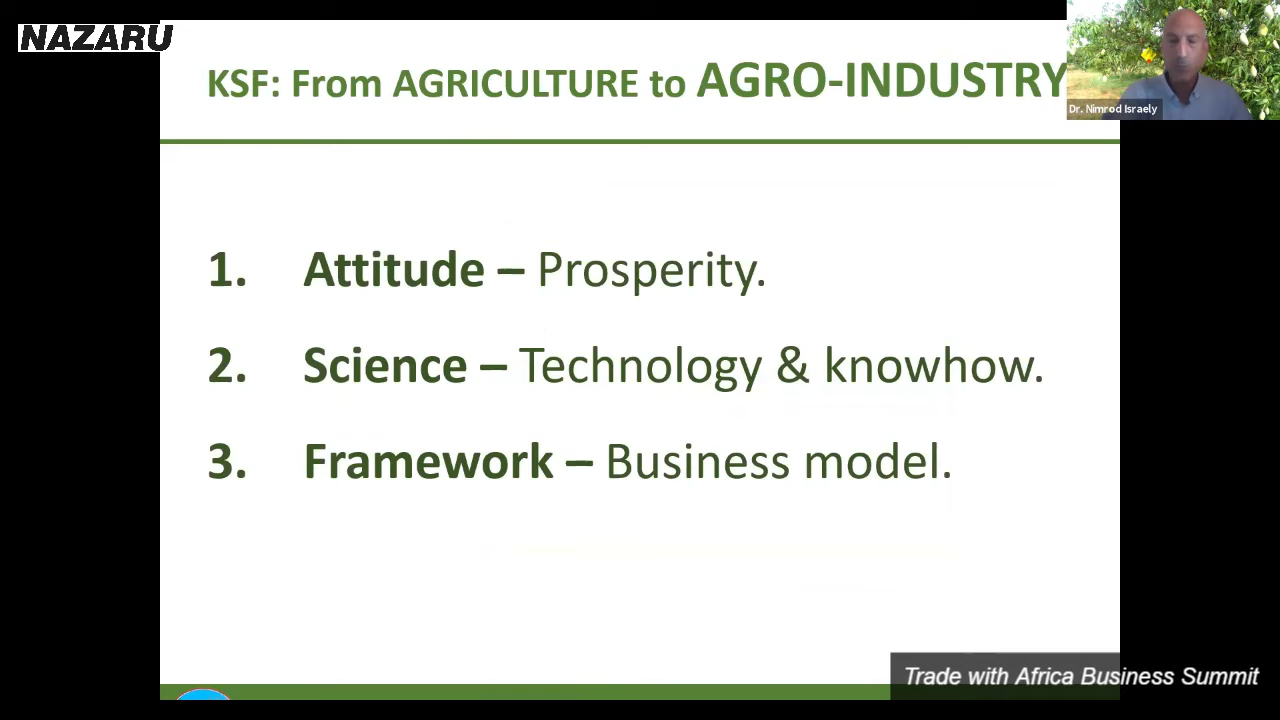 NAZARU
KSF: From AGRICULTURE to AGRO-INDUSTRY
Dr. Nimrod Israely
1. Attitude – Prosperity.
2. Science – Technology & knowhow.
3. Framework – Business model.
Trade with Africa Business Summit